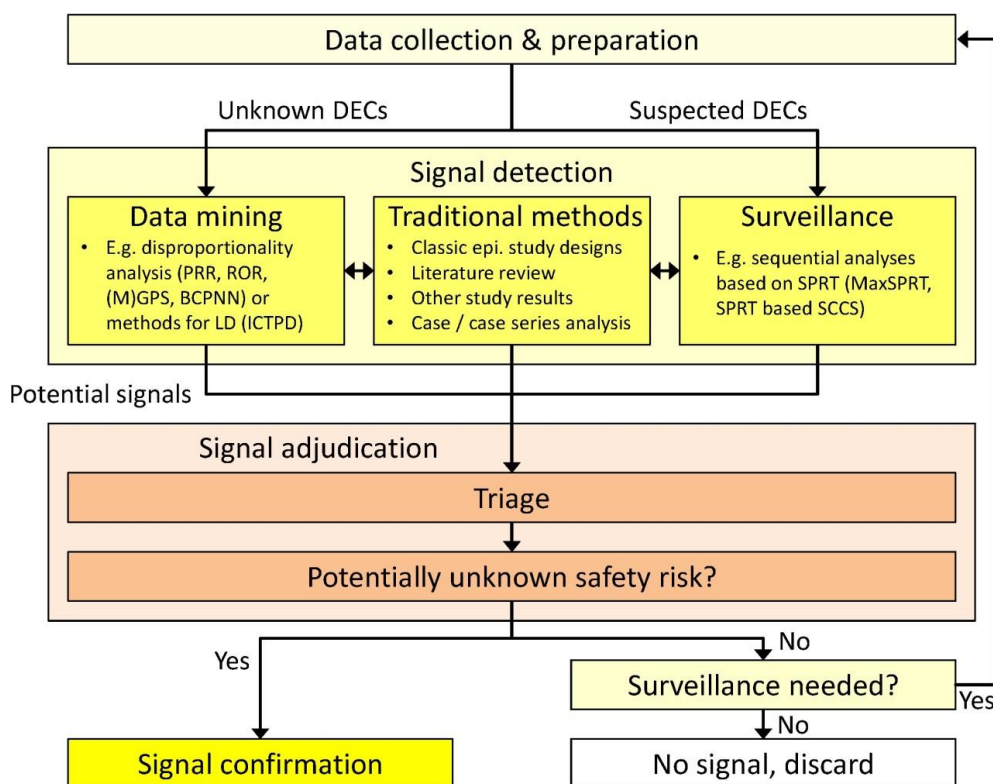 Data collection & preparation
Unknown DECs
Suspected DECs
Signal detection
Data mining
• E.g. disproportionality
analysis (PRR, ROR,
(M)GPS, BCPNN) or
methods for LD (ICTPD)
Traditional methods
• Classic epi. study designs
• Literature review
• Other study results
• Case / case series analysis
Surveillance
• E.g. sequential analyses
based on SPRT (MaxSPRT,
SPRT based SCCS)
Potential signals
Signal adjudication
Triage
Potentially unknown safety risk?
Yes
No
Surveillance needed?
Yes
No
Signal confirmation
No signal, discard